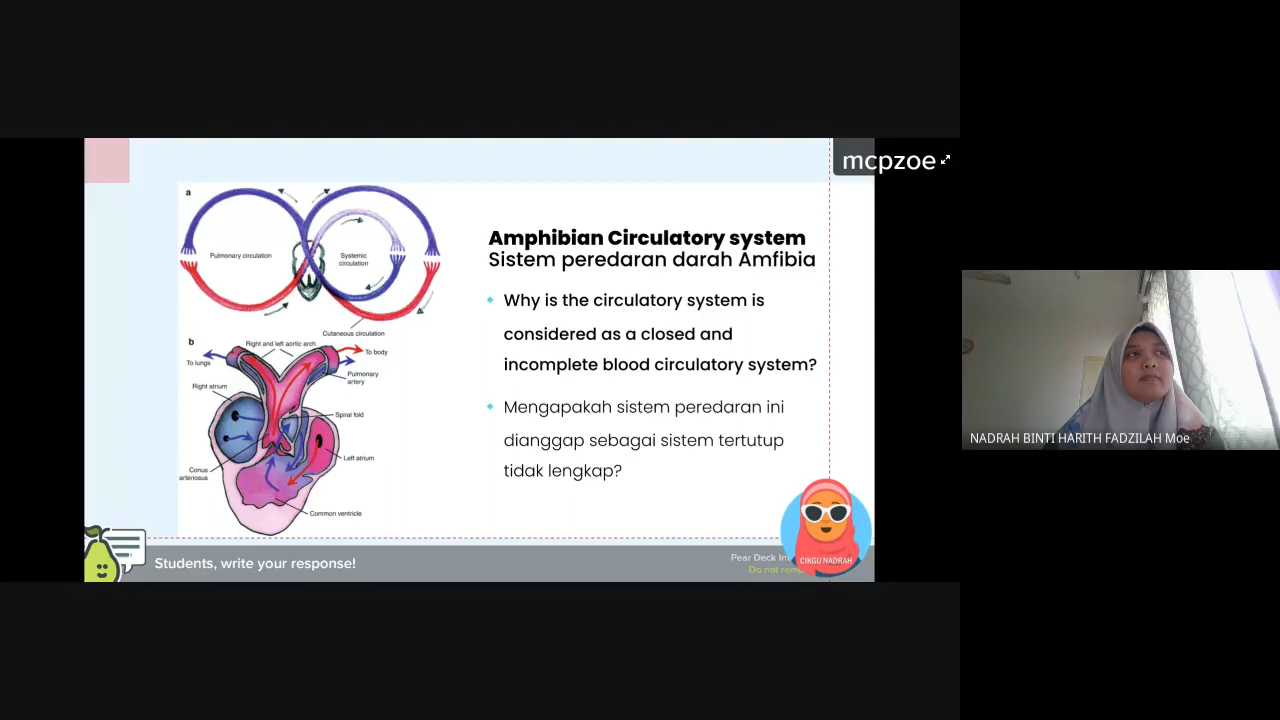 mcpzoe
a
Pulmonary circulation
Systemic
circulation
Cutaneous circulation
b
Right and left aortic arch
To body
To lungs
Pulmonary
artery
Right atrium
Spiral fold
Left atrium
Conus
arteriosus
Common ventricle
Amphibian Circulatory system
Sistem peredaran darah Amfibia
Why is the circulatory system is
considered as a closed and
incomplete blood circulatory system?
Mengapakah sistem peredaran ini
dianggap sebagai sistem tertutup
tidak lengkap?
Students, write your response!
Pear Deck
Do not
CIKGU NADRAH
NADRAH BINTI HARITH FADZILAH Moe